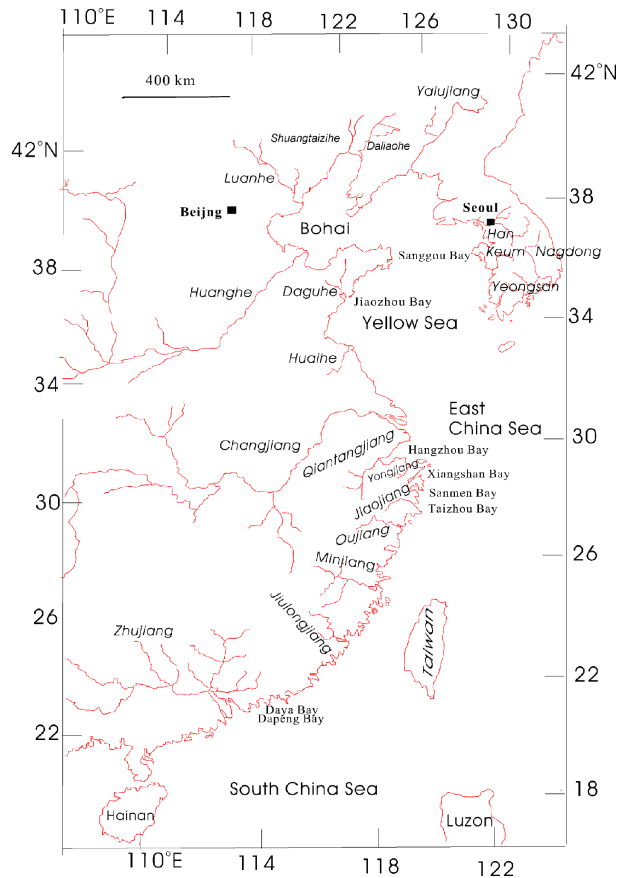 110°E 114 118 122 126 130
400 km
Yalujiang
42°N
Shuangtaizihe
Daliaohe
42°N
Luanhe
Beijng
Seoul
38
Bohai
Han
Sanggou Bay
Keum
Nagdong
38
Huanghe
Daguhe
Yeongsan
Jiaozhou Bay
Yellow Sea
34
Huaihe
34
East
China Sea
Changjiang
Qiantangjiang
30
Hangzhou Bay
Yongjiang
Xiangshan Bay
30
Jiaojiang
Sanmen Bay
Taizhou Bay
Oujiang
Minjiang
26
26
Jiulongjiang
Zhujiang
Taiwan
22
Daya Bay
Dapeng Bay
22
South China Sea
18
Hainan
Luzon
110°E 114 118 122